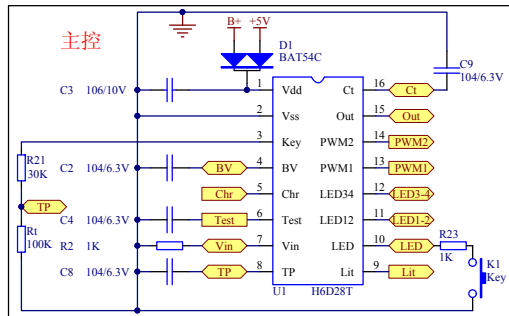 主控
B+ +5V
D1
BAT54C
C9
104/6.3V
C3 106/10V
1 Vdd Ct 16 Ct
2 Vss Out 15 Out
3 Key PWM2 14 PWM2
R21
30K
C2 104/6.3V BV 4 BV PWM1 13 PWM1
Chr 5 Chr LED34 12 LED3-4
TP
C4 104/6.3V Test 6 Test LED12 11 LED1-2
Rt
100K
R2 1K Vin 7 Vin LED 10 LED R23
1K
C8 104/6.3V TP 8 TP Lit 9 Lit
K1
Key
U1 H6D28T